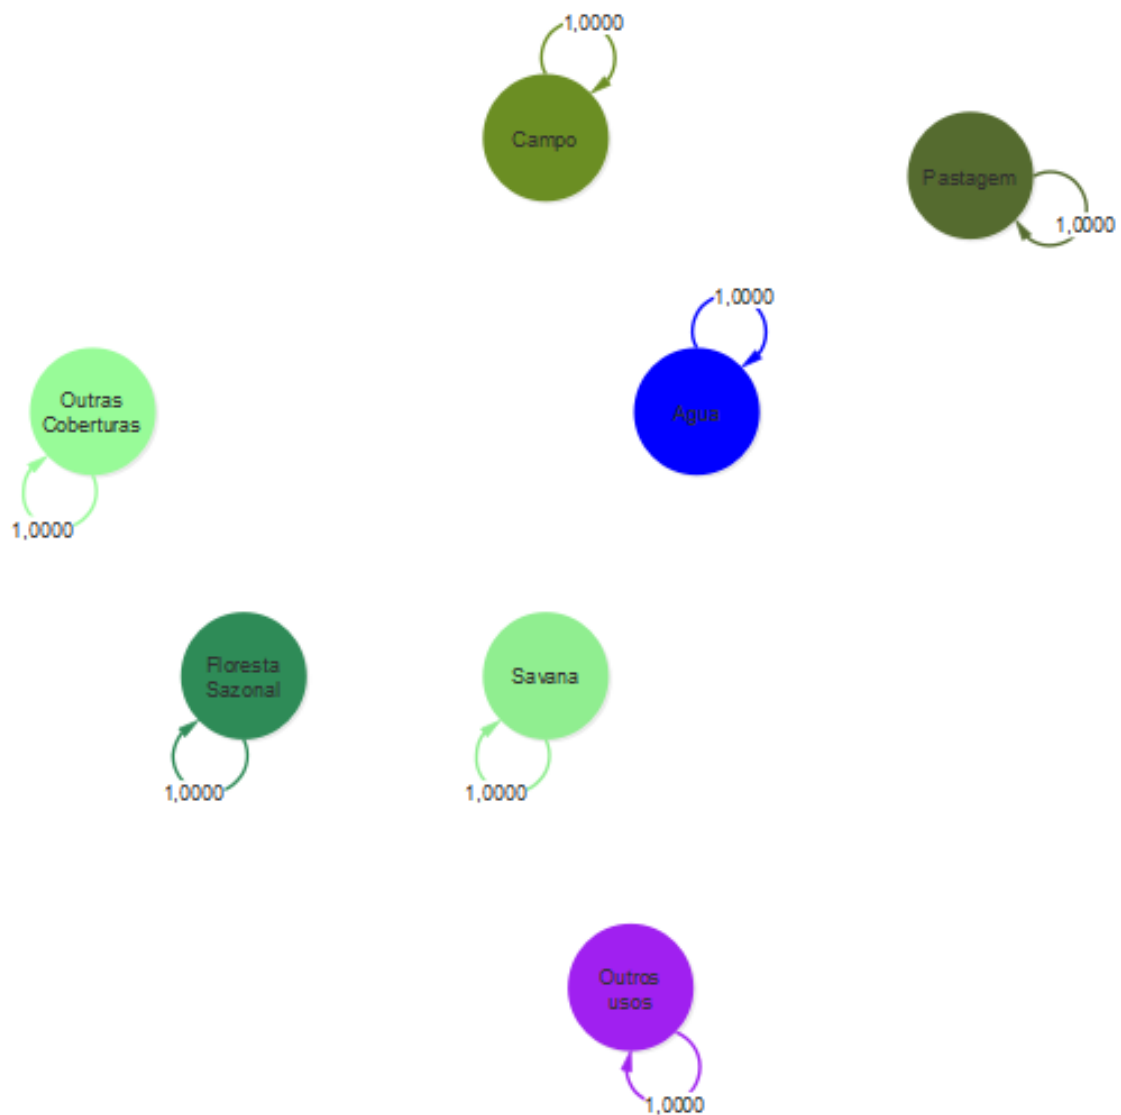 1,0000
Campo
Pastagem
1,0000
1,0000
Água
Outras
Coberturas
1,0000
Floresta
Sazonal
1,0000
Savana
1,0000
Outros
usos
1,0000